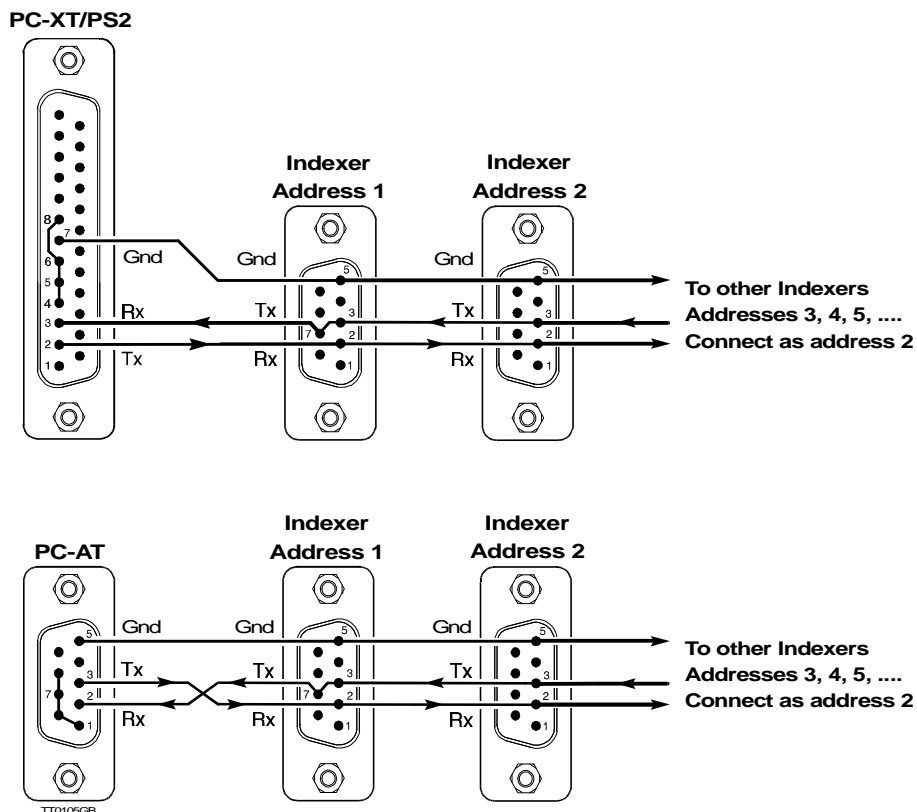 PC-XT/PS2
Indexer
Address 1
Indexer
Address 2
8
7
6
5
4
3
2
1
Gnd
Gnd
Gnd
Rx
Tx
Tx
Tx
Rx
Rx
5
3
7
2
1
5
3
2
1
To other Indexers
Addresses 3, 4, 5, ....
Connect as address 2
PC-AT
Indexer
Address 1
Indexer
Address 2
5
3
7
2
1
Gnd
Gnd
Gnd
Tx
Tx
Tx
Rx
Rx
Rx
5
3
7
2
1
5
3
2
1
To other Indexers
Addresses 3, 4, 5, ....
Connect as address 2
TT0105GB